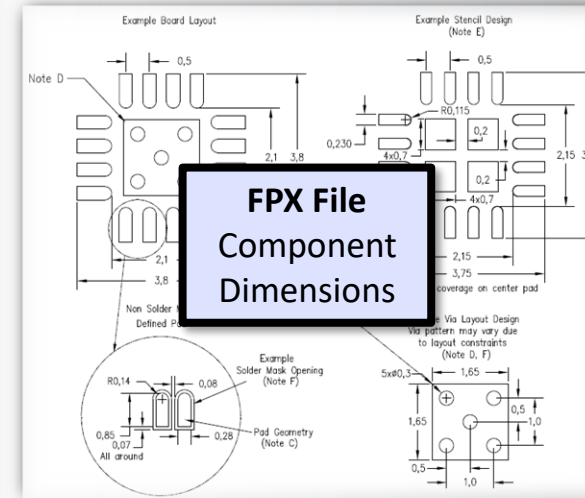 Example Board Layout
Note D
0,5
2,1
3,8
2,1
3,8
Example Stencil Design
(Note E)
0,5
R0,115
0,230
4x0,7
0,2
0,2
4x0,7
2,15
2,15
3,75
coverage on center pad
FPX File
Component
Dimensions
Non Solder
Defined
R0,14
0,08
0,85
0,07
All around
0,28
Example
Solder Mask Opening
(Note F)
Pad Geometry
(Note C)
Via Layout Design
Via pattern may vary due
to layout constraints
(Note D, F)
5xø0,3
1,65
1,65
0,5
1,0
0,5
1,0